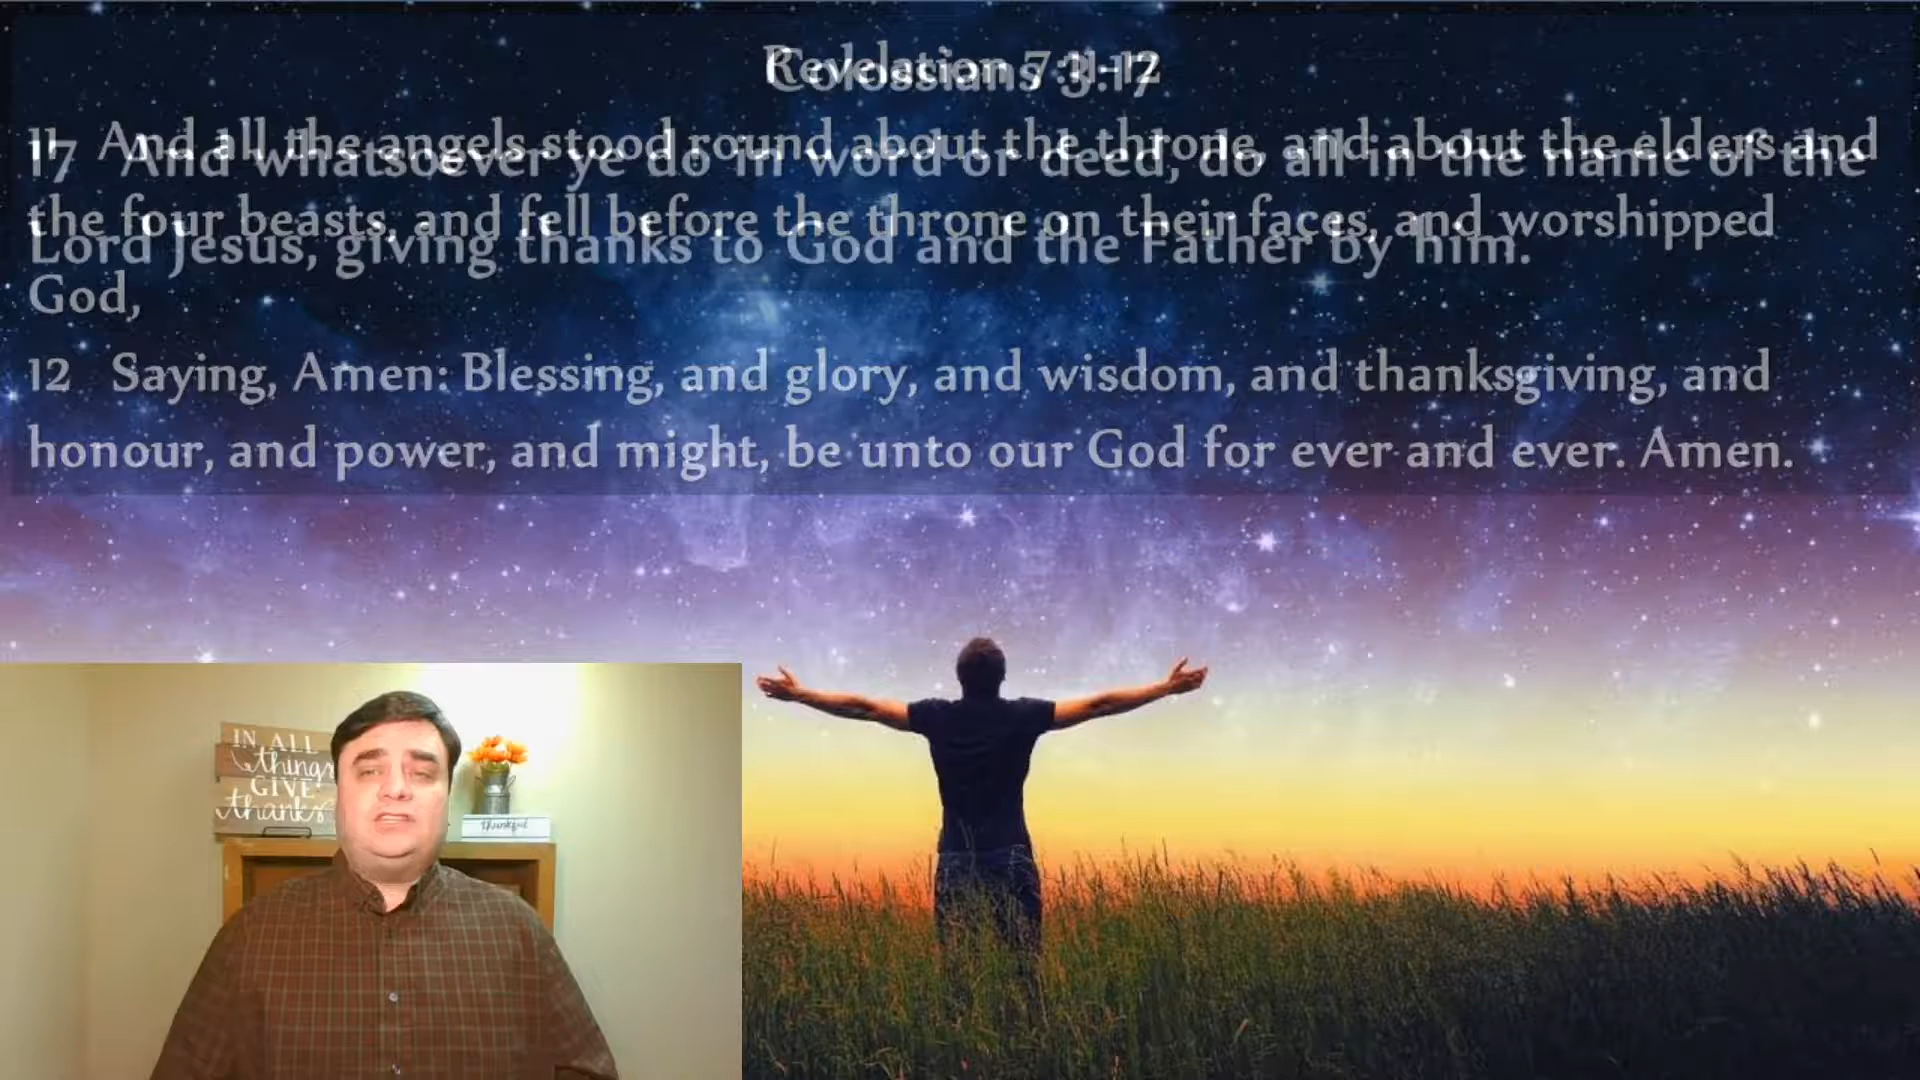 Revelation 7:11-12
11 And all the angels stood round about the throne, and about the elders and
the four beasts, and fell before the throne on their faces, and worshipped
God,
12 Saying, Amen: Blessing, and glory, and wisdom, and thanksgiving, and
honour, and power, and might, be unto our God for ever and ever. Amen.
Colossians 3:17
17 And whatsoever ye do in word or deed, do all in the name of the
Lord Jesus, giving thanks to God and the Father by him.
IN ALL
things
GIVE
thanks
thankful